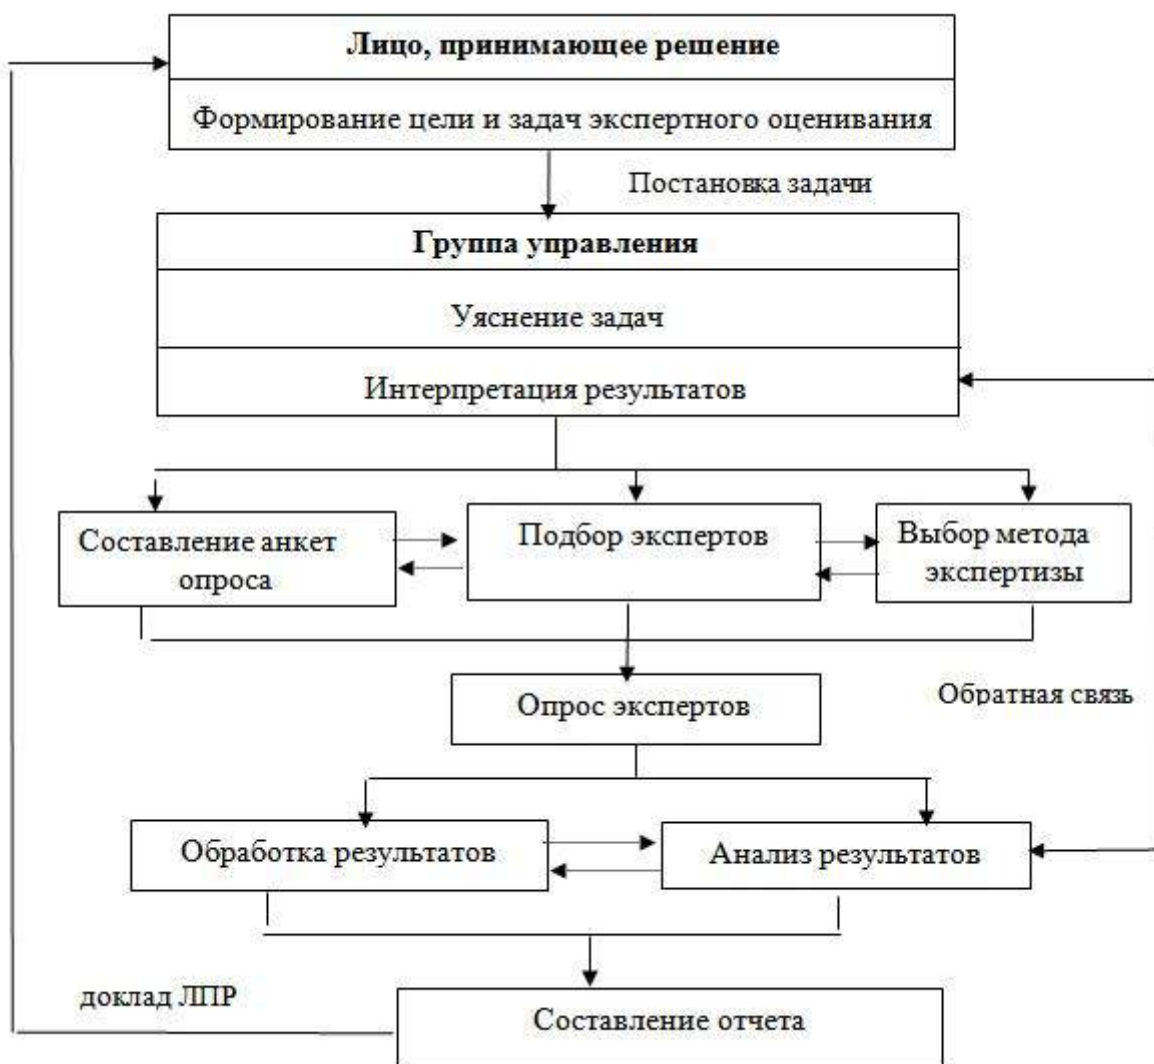 Лицо, принимающее решение
Формирование цели и задач экспертного оценивания
Постановка задачи
Группа управления
Уяснение задач
Интерпретация результатов
Составление анкет
опроса
Подбор экспертов
Выбор метода
экспертизы
Опрос экспертов
Обратная связь
Обработка результатов
Анализ результатов
доклад ЛПР
Составление отчета